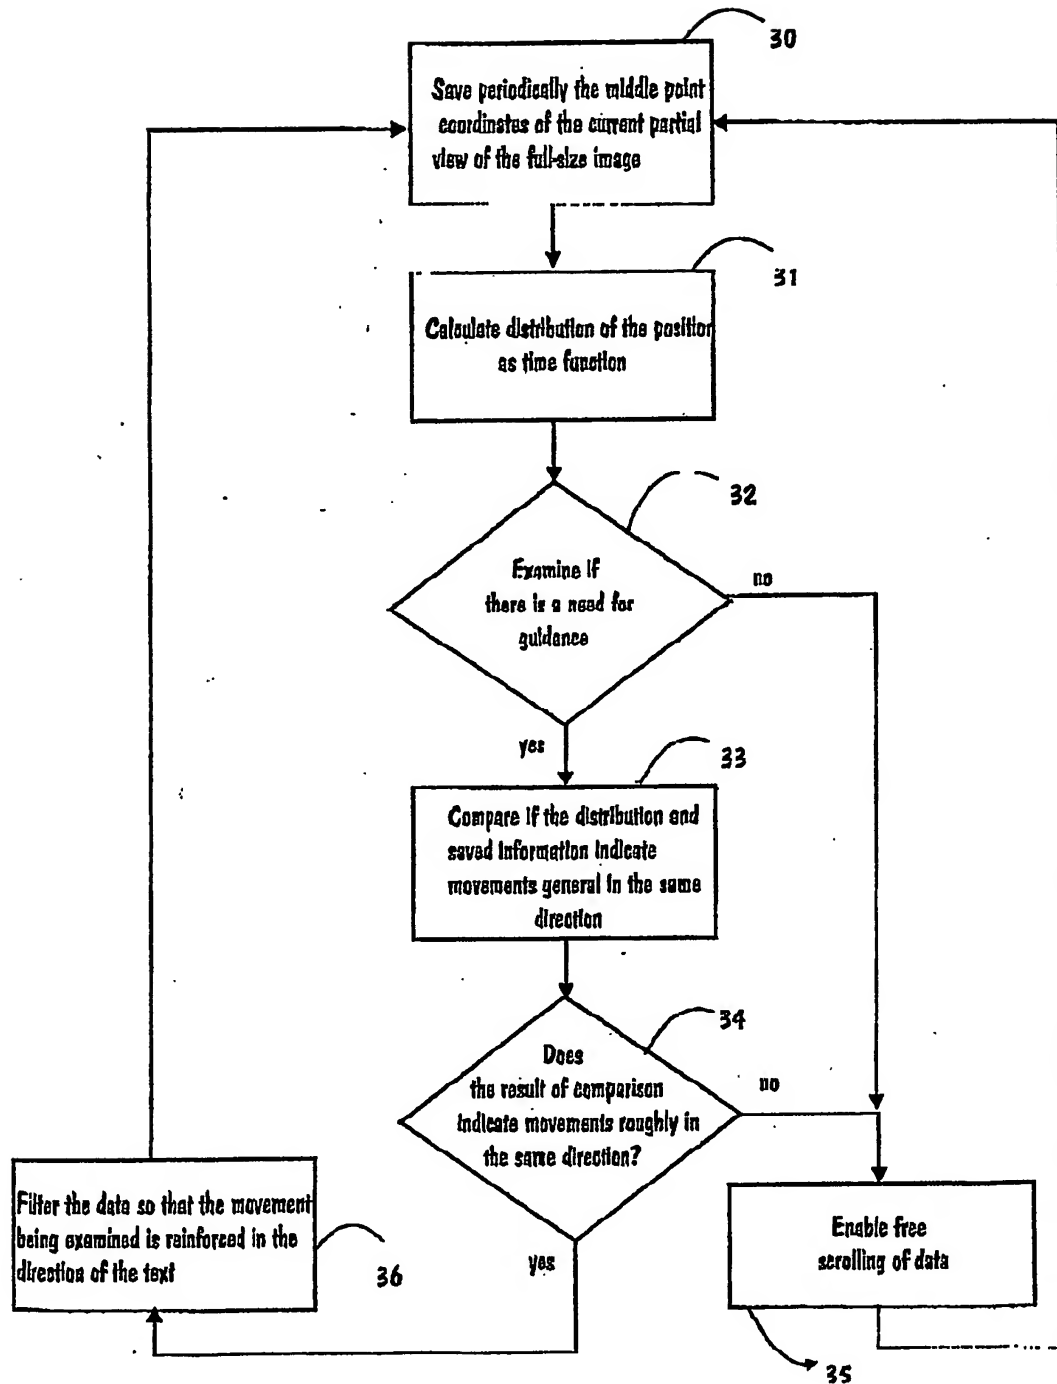 30
Save periodically the middle point
coordinates of the current partial
view of the full-size image
31
Calculate distribution of the position
as time function
32
Examine if
there is a need for
guidance
no
yes
33
Compare if the distribution and
saved information indicate
movements general in the same
direction
34
Does
the result of comparison
indicate movements roughly in
the same direction?
no
yes
Filter the data so that the movement
being examined is reinforced in the
direction of the text
36
Enable free
scrolling of data
35